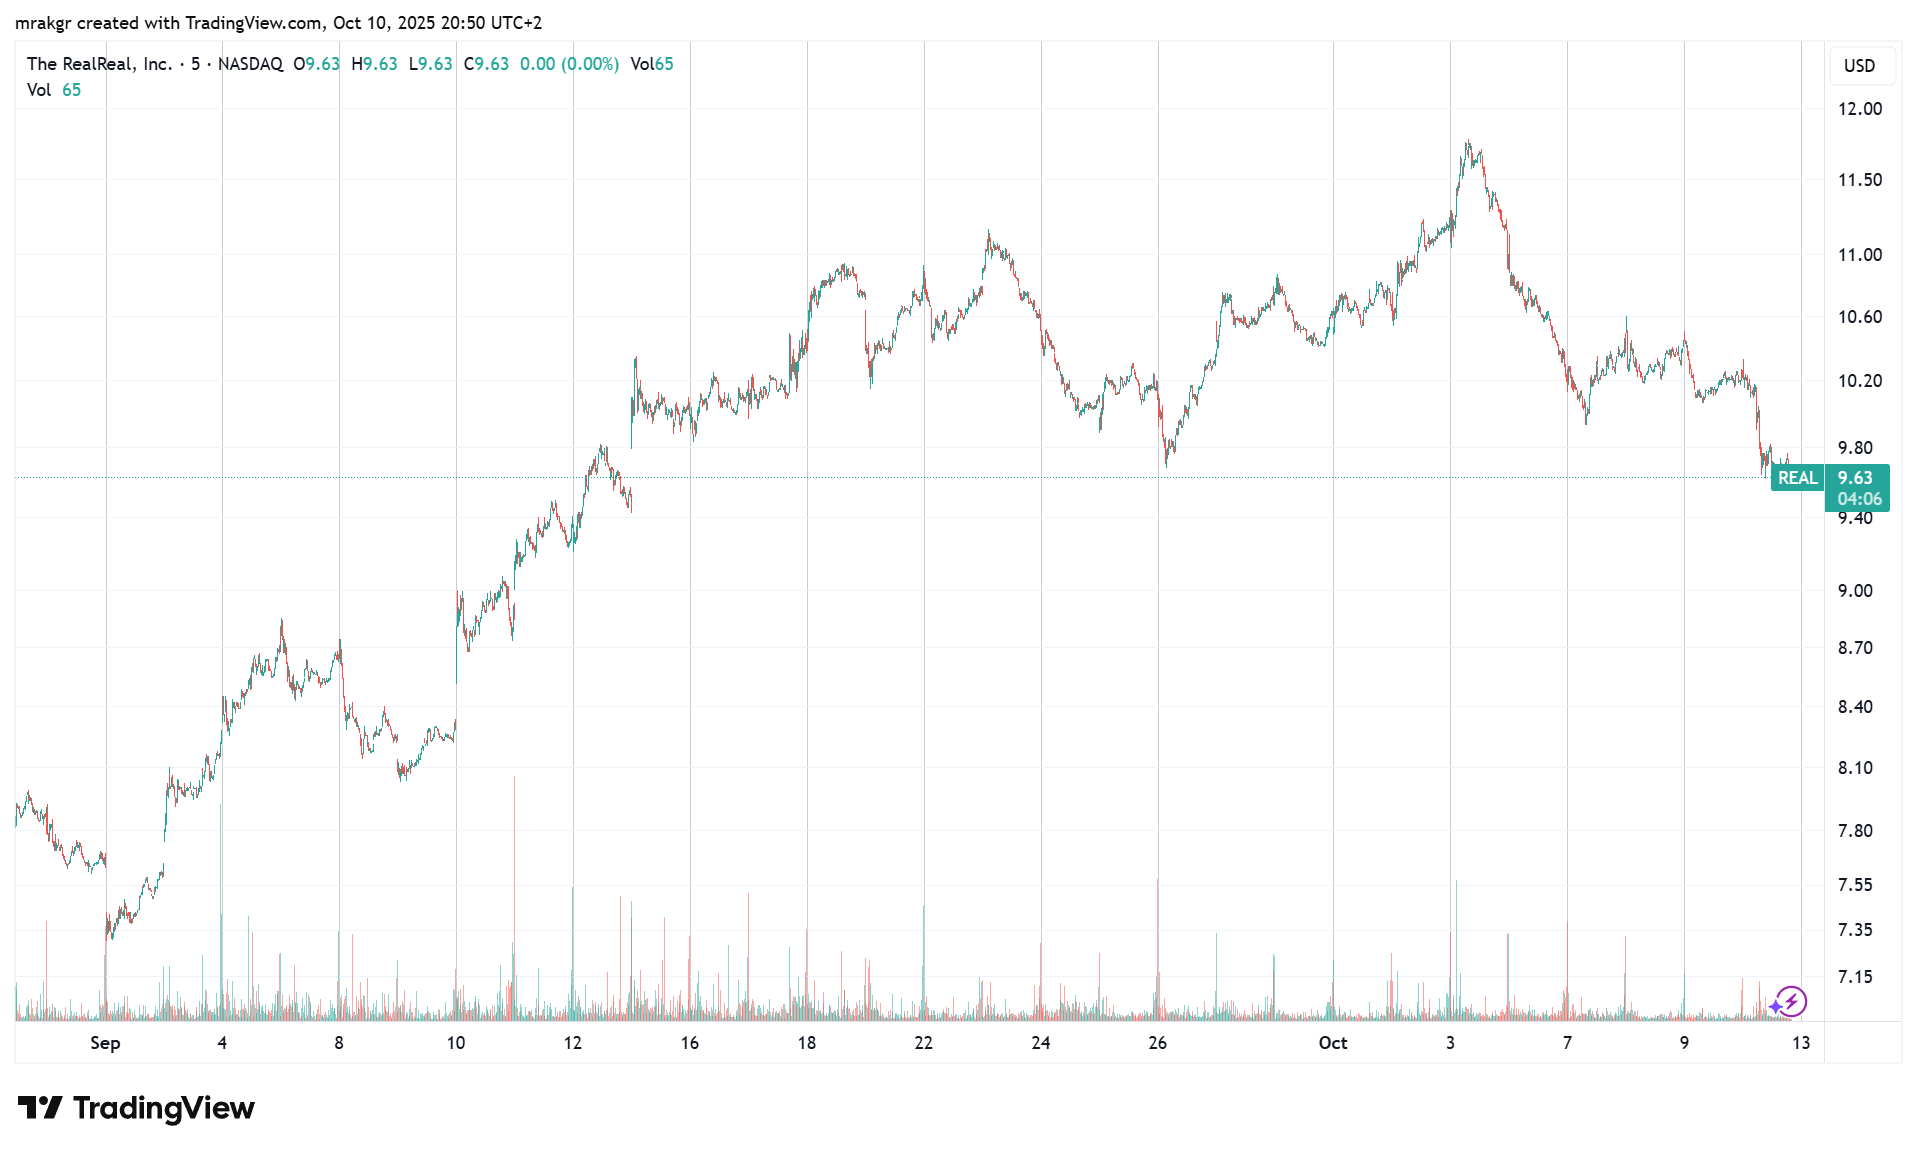 mrakgr created with TradingView.com, Oct 10, 2025 20:50 UTC+2
The RealReal, Inc. · 5 · NASDAQ O9.63 H9.63 L9.63 C9.63 0.00 (0.00%) Vol65
Vol 65
USD
12.00
11.50
11.00
10.60
10.20
9.80
REAL 9.63
04:06
9.40
9.00
8.70
8.40
8.10
7.80
7.55
7.35
7.15
Sep 4 8 10 12 16 18 22 24 26 Oct 3 7 9 13
TradingView